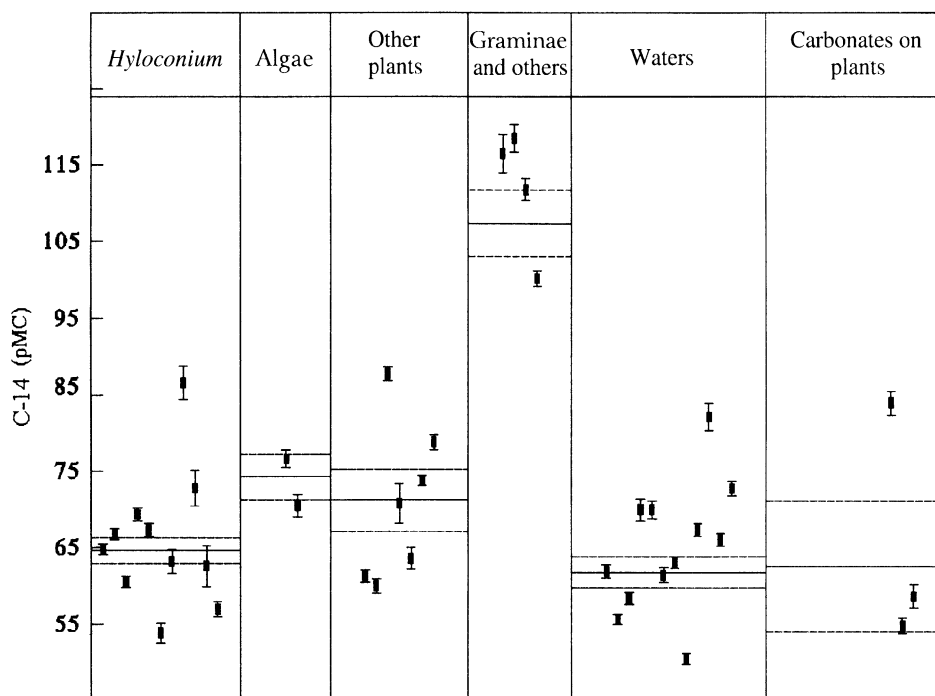 Hyloconium
Algae
Other
plants
Graminae
and others
Waters
Carbonates on
plants
C-14 (pMC)
115
105
95
85
75
65
55